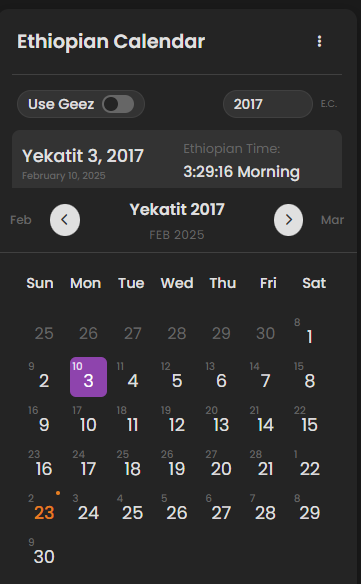 Ethiopian Calendar
Use Geez 2017 E.C.
Yekatit 3, 2017
February 10, 2025
Ethiopian Time:
3:29:16 Morning
Feb Yekatit 2017 Mar
FEB 2025
Sun Mon Tue Wed Thu Fri Sat
25 26 27 28 29 30 8 1
9 2 10 3 11 4 12 5 13 6 14 7 15 8
16 9 17 10 18 11 19 12 20 13 21 14 22 15
23 16 24 17 25 18 26 19 27 20 28 21 1 22
2 23 3 24 4 25 5 26 6 27 7 28 8 29
9 30